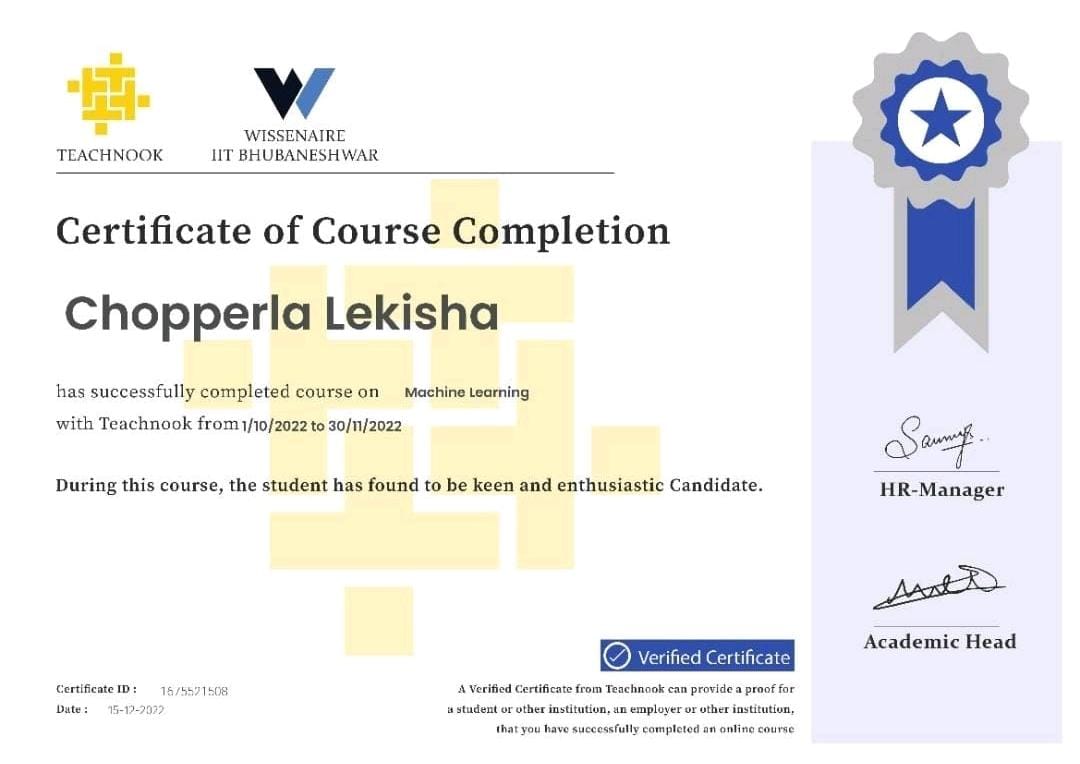 TEACHNOOK
WISSENAIRE
IIT BHUBANESHWAR
Certificate of Course Completion
Chopperla Lekisha
has successfully completed course on Machine Learning
with Teachnook from 1/10/2022 to 30/11/2022
During this course, the student has found to be keen and enthusiastic Candidate.
HR-Manager
Academic Head
Verified Certificate
Certificate ID : 1675521508
Date : 15-12-2022
A Verified Certificate from Teachnook can provide a proof for
a student or other institution, an employer or other institution,
that you have successfully completed an online course